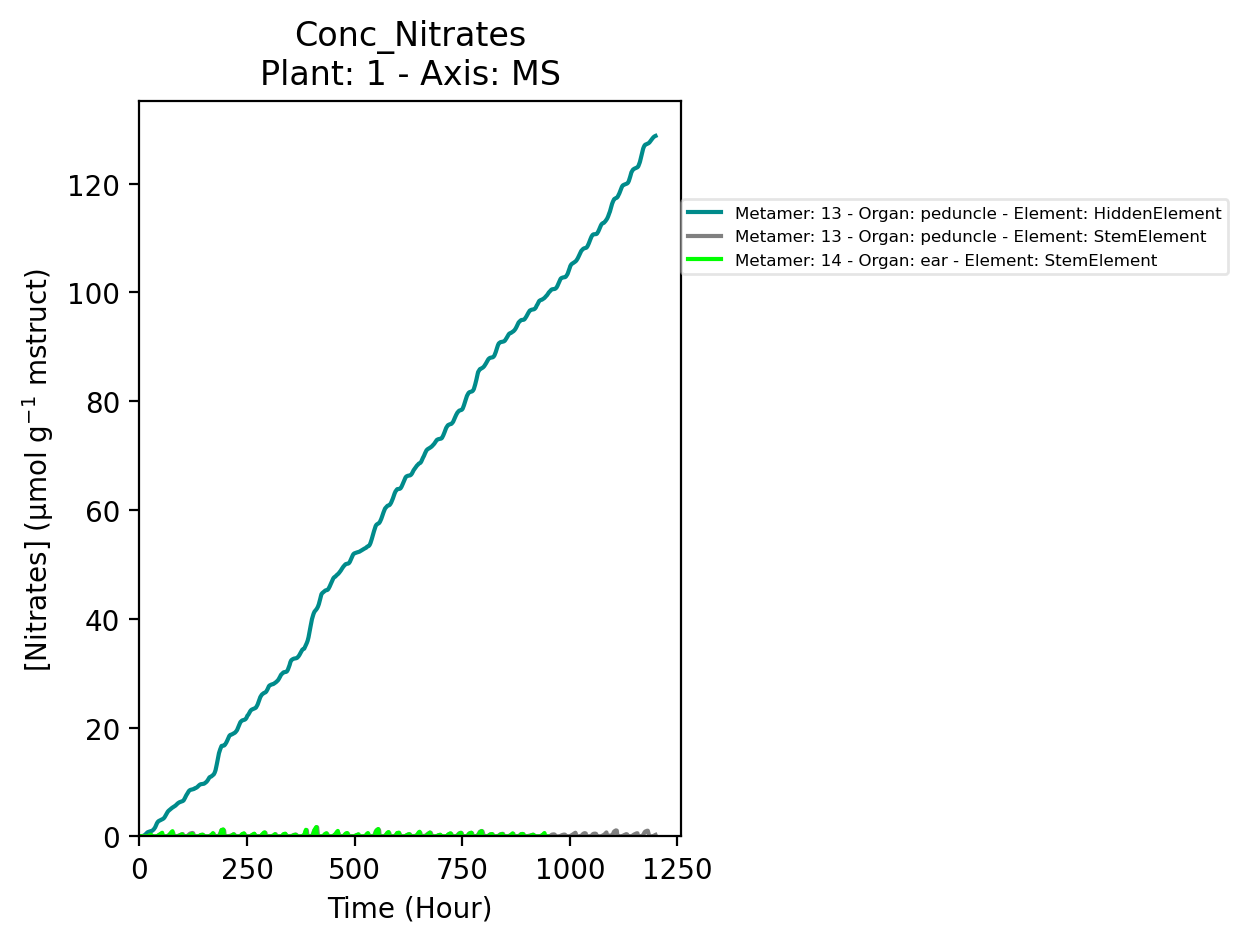 Conc_Nitrates
Plant: 1 - Axis: MS
[Nitrates] (µmol g⁻¹ mstruct)
120
100
80
60
40
20
0
0 250 500 750 1000 1250
Time (Hour)
Metamer: 13 - Organ: peduncle - Element: HiddenElement
Metamer: 13 - Organ: peduncle - Element: StemElement
Metamer: 14 - Organ: ear - Element: StemElement